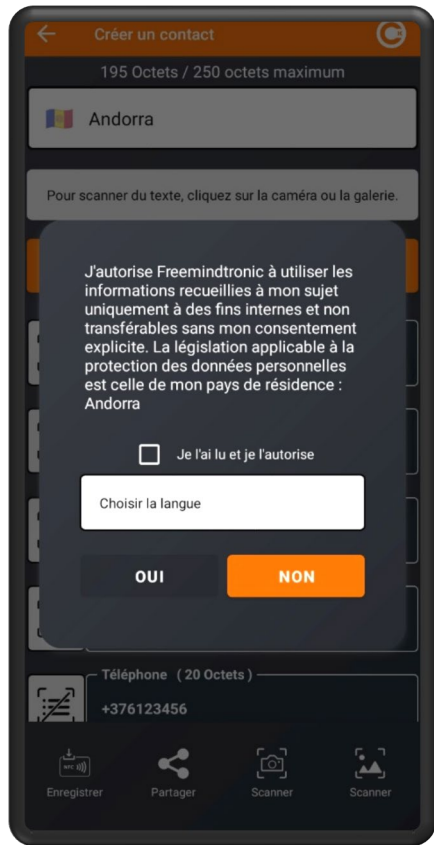 Créer un contact
195 Octets / 250 octets maximum
Andorra
Pour scanner du texte, cliquez sur la caméra ou la galerie.
J'autorise Freemindtronic à utiliser les
informations recueillies à mon sujet
uniquement à des fins internes et non
transférables sans mon consentement
explicite. La législation applicable à la
protection des données personnelles
est celle de mon pays de résidence :
Andorra
Je l'ai lu et je l'autorise
Choisir la langue
OUI NON
Téléphone ( 20 Octets )
+376123456
NFC
Enregistrer Partager Scanner Scanner